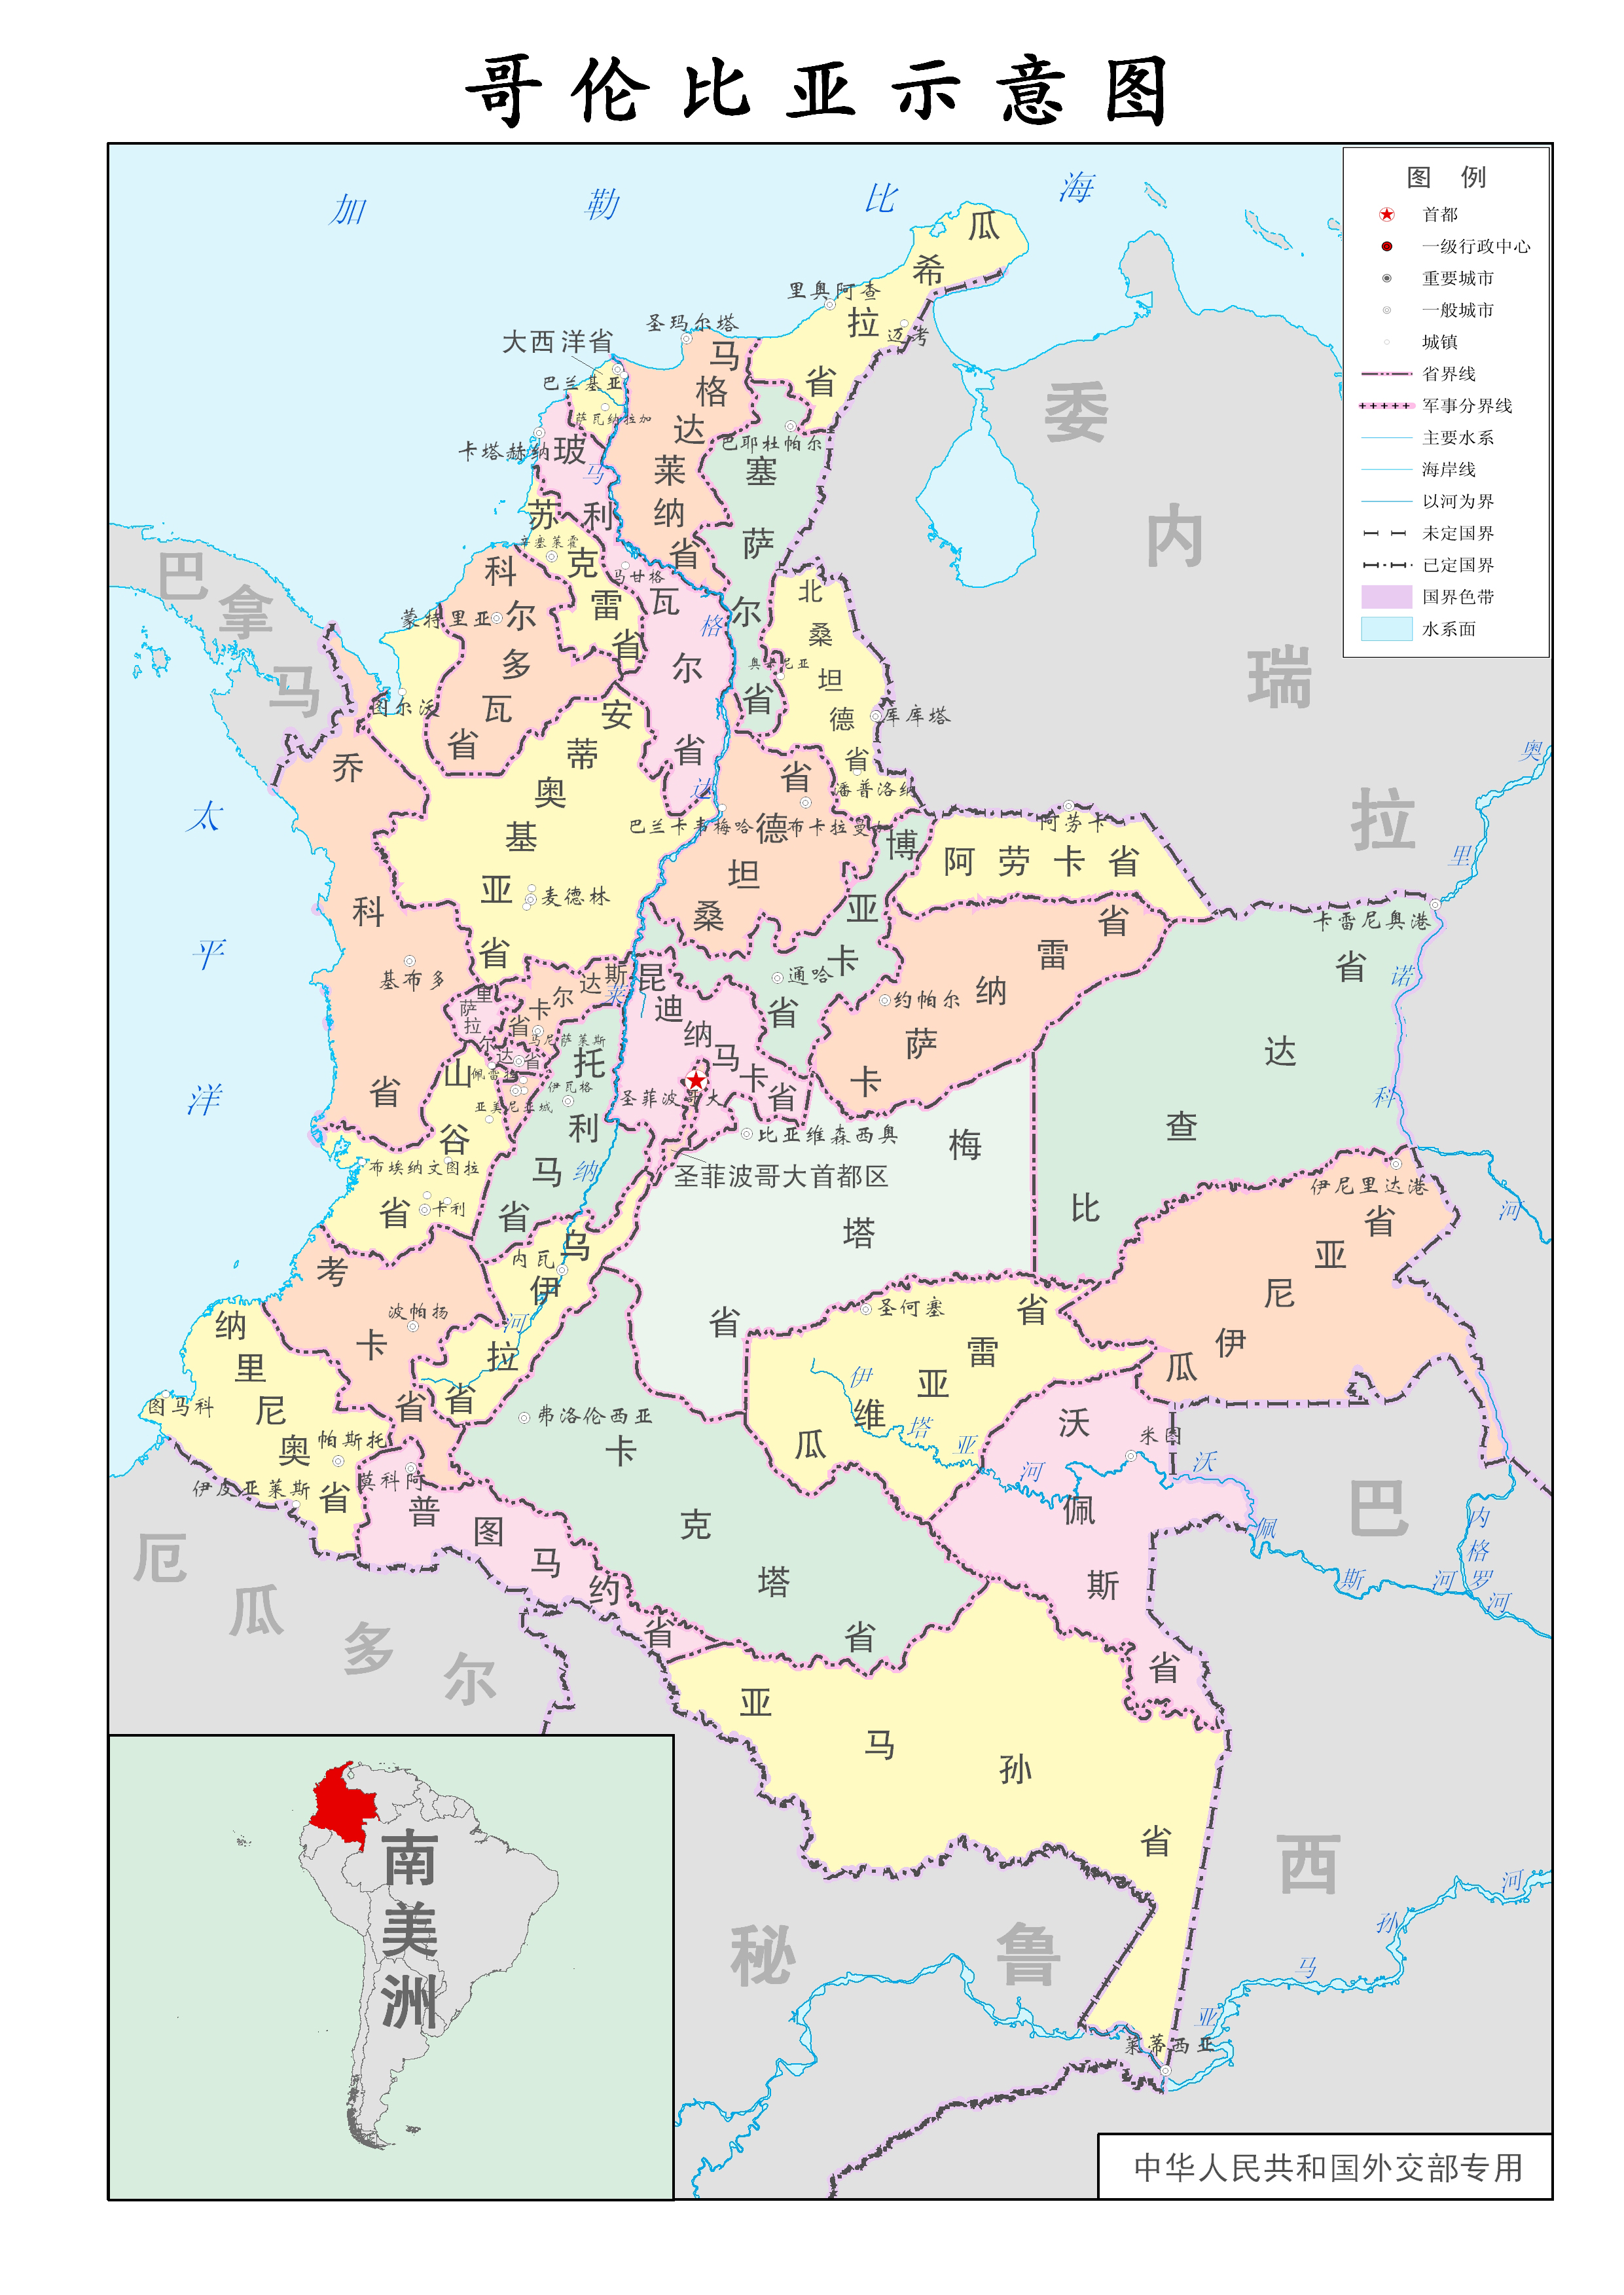 哥伦比亚示意图
加勒比海
图例
首都
一级行政中心
重要城市
一般城市
城镇
省界线
军事分界线
主要水系
海岸线
以河为界
未定国界
已定国界
国界色带
水系面
瓜希拉省
里奥阿查
迈考
圣玛尔塔
大西洋省
巴兰基亚
萨瓦纳拉加
马格达莱纳省
卡塔赫纳
玻利瓦尔省
巴耶杜帕尔
塞萨尔省
苏克雷省
辛塞莱霍
马甘格
科尔多瓦省
蒙特里亚
图尔沃
北桑坦德省
奥卡尼亚
库库塔
潘普洛纳
委内瑞拉
巴拿马
太平洋
乔科省
基布多
安蒂奥基亚省
麦德林
桑坦德省
巴兰卡韦梅哈
布卡拉曼加
博亚卡省
通哈
阿劳卡省
阿劳卡
卡萨纳雷省
约帕尔
比查达省
卡雷尼奥港
奥里诺科河
马格达莱纳河
卡尔达斯省
马尼萨莱斯
里萨拉尔达省
佩雷拉
亚美尼亚城
伊瓦格
托利马省
昆迪纳马卡省
圣菲波哥大
圣菲波哥大首都区
比亚维森西奥
梅塔省
山谷省
布埃纳文图拉
卡利
考卡省
波帕扬
乌伊拉省
内瓦
纳里尼奥省
图马科
帕斯托
伊皮亚莱斯
莫科阿
普图马约省
弗洛伦西亚
卡克塔省
瓜维亚雷省
圣何塞
伊塔亚河
瓜伊尼亚省
伊尼里达港
沃佩斯省
米图
沃佩斯河
内格罗河
亚马孙省
莱蒂西亚
亚马孙河
厄瓜多尔
秘鲁
巴西
南美洲
中华人民共和国外交部专用